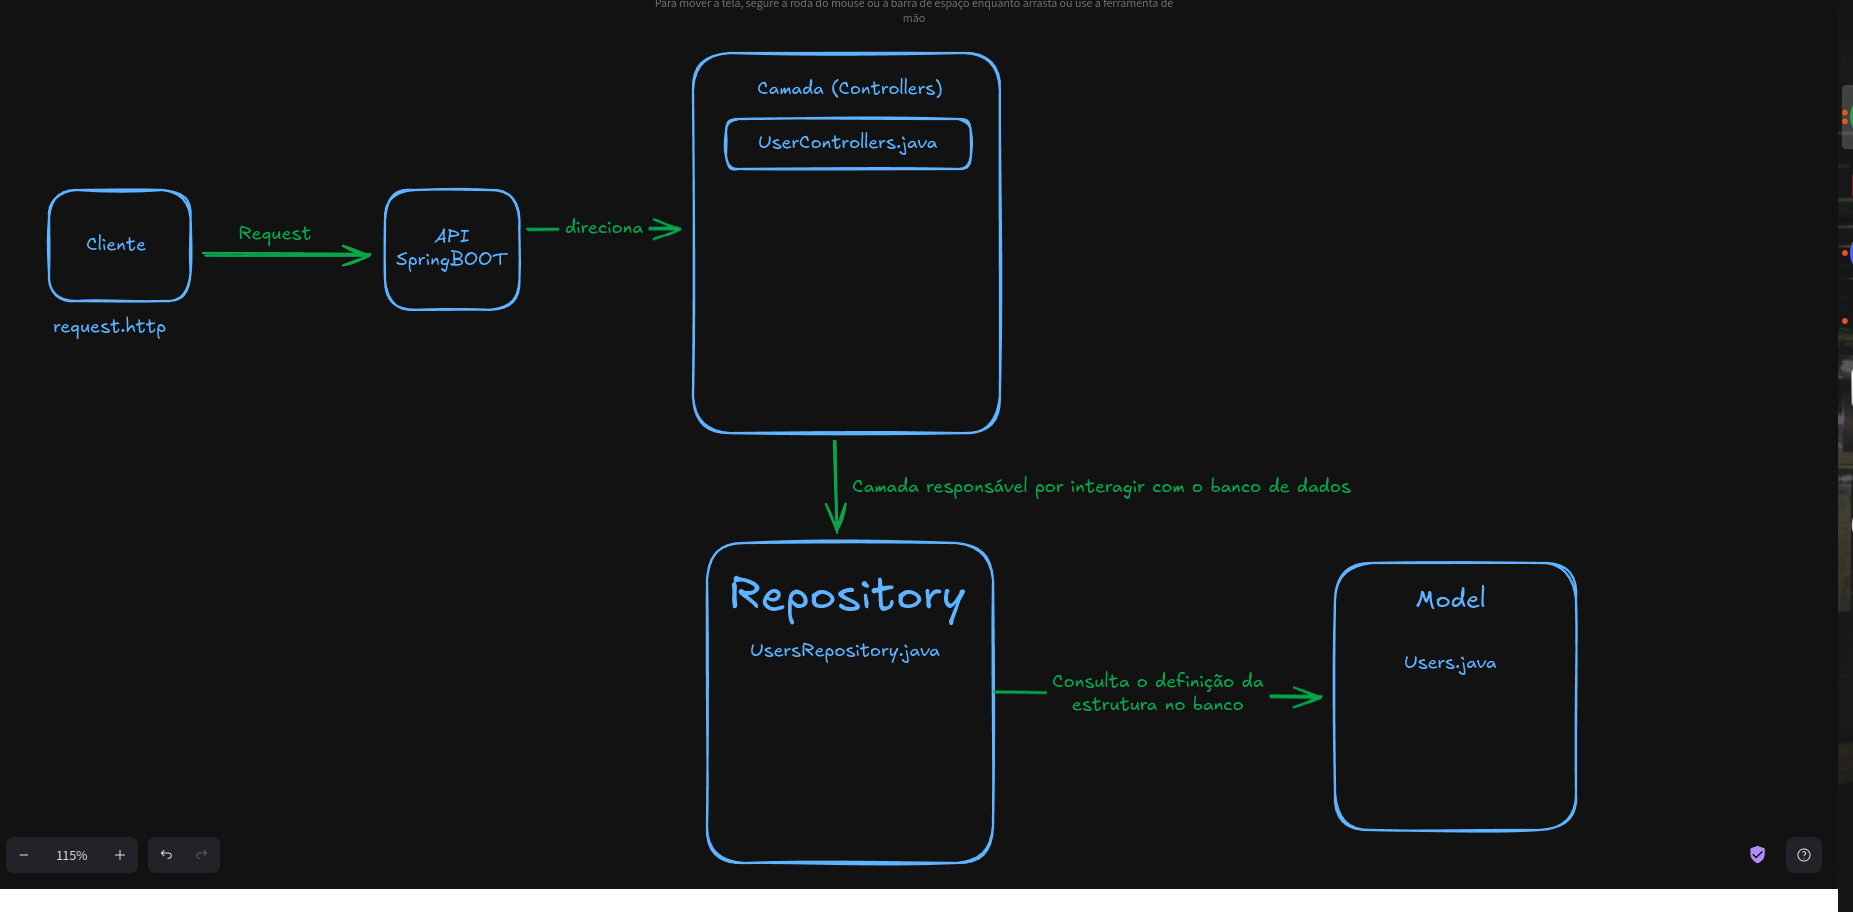 Para mover a tela, segure a roda do mouse ou a barra de espaço enquanto arrasta ou use a ferramenta de
mão
Camada (Controllers)
UserControllers.java
Cliente
Request
API
SpringBOOT
direciona
request.http
Camada responsável por interagir com o banco de dados
Repository
UsersRepository.java
Model
Users.java
Consulta o definição da
estrutura no banco
115%